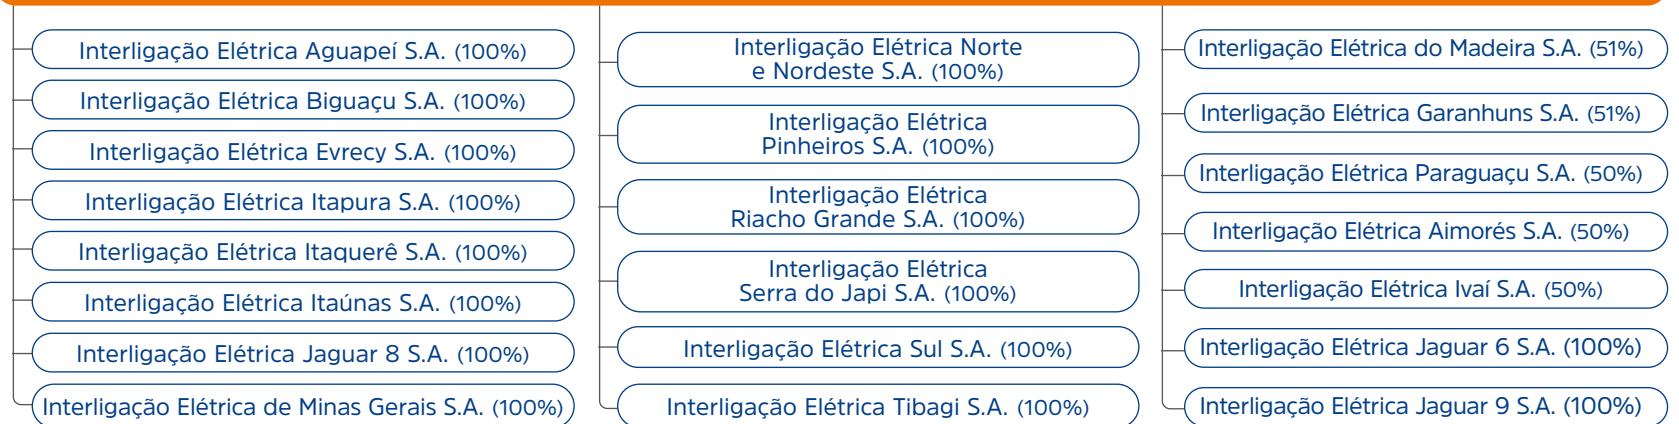 Interligação Elétrica Aguapeí S.A. (100%)
Interligação Elétrica Biguaçu S.A. (100%)
Interligação Elétrica Evrecy S.A. (100%)
Interligação Elétrica Itapura S.A. (100%)
Interligação Elétrica Itaquerê S.A. (100%)
Interligação Elétrica Itaúnas S.A. (100%)
Interligação Elétrica Jaguar 8 S.A. (100%)
Interligação Elétrica de Minas Gerais S.A. (100%)
Interligação Elétrica Norte
e Nordeste S.A. (100%)
Interligação Elétrica
Pinheiros S.A. (100%)
Interligação Elétrica
Riacho Grande S.A. (100%)
Interligação Elétrica
Serra do Japi S.A. (100%)
Interligação Elétrica Sul S.A. (100%)
Interligação Elétrica Tibagi S.A. (100%)
Interligação Elétrica do Madeira S.A. (51%)
Interligação Elétrica Garanhuns S.A. (51%)
Interligação Elétrica Paraguaçu S.A. (50%)
Interligação Elétrica Aimorés S.A. (50%)
Interligação Elétrica Ivaí S.A. (50%)
Interligação Elétrica Jaguar 6 S.A. (100%)
Interligação Elétrica Jaguar 9 S.A. (100%)